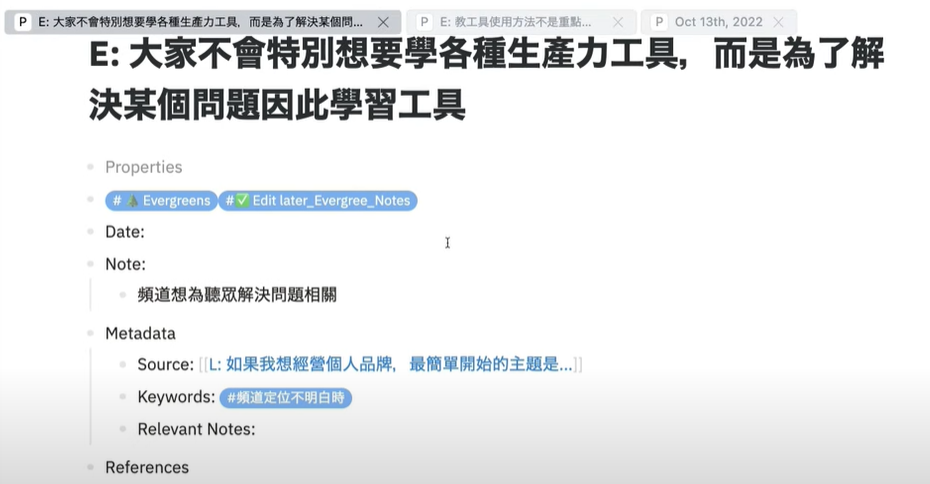 P E: 大家不會特別想要學各種生產力工具，而是為了解決某個問...
P E: 教工具使用方法不是重點...
P Oct 13th, 2022
E: 大家不會特別想要學各種生產力工具，而是為了解
決某個問題因此學習工具
Properties
#🌲 Evergreens #✅ Edit later_Evergree_Notes
Date:
Note:
頻道想為聽眾解決問題相關
Metadata
Source: [[L: 如果我想經營個人品牌，最簡單開始的主題是...]]
Keywords: #頻道定位不明白時
Relevant Notes:
References